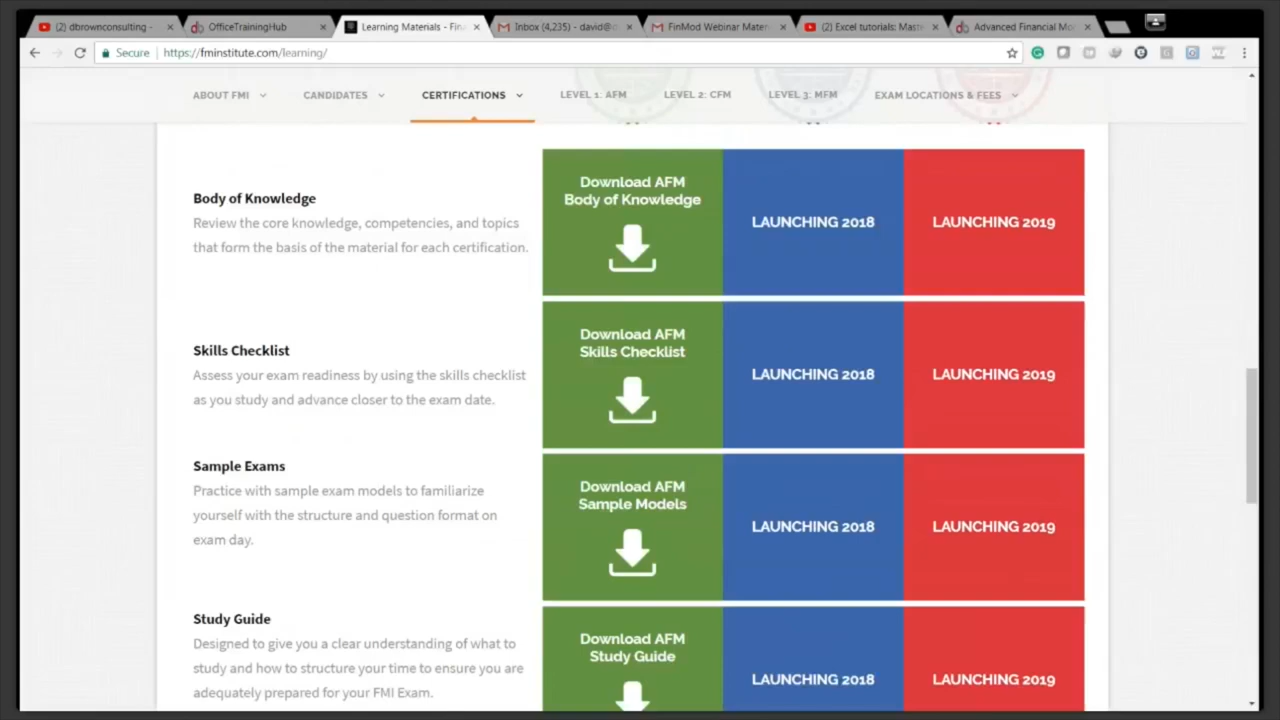 (2) dbrownconsulting -
OfficeTrainingHub
Learning Materials - Fin
Inbox (4,235) - david@
FinMod Webinar Mater
(2) Excel tutorials: Mast
Advanced Financial Mo
Secure
https://fminstitute.com/learning/
ABOUT FMI
CANDIDATES
CERTIFICATIONS
LEVEL 1: AFM
LEVEL 2: CFM
LEVEL 3: MFM
EXAM LOCATIONS & FEES
Body of Knowledge
Review the core knowledge, competencies, and topics
that form the basis of the material for each certification.
Download AFM
Body of Knowledge
LAUNCHING 2018
LAUNCHING 2019
Skills Checklist
Assess your exam readiness by using the skills checklist
as you study and advance closer to the exam date.
Download AFM
Skills Checklist
LAUNCHING 2018
LAUNCHING 2019
Sample Exams
Practice with sample exam models to familiarize
yourself with the structure and question format on
exam day.
Download AFM
Sample Models
LAUNCHING 2018
LAUNCHING 2019
Study Guide
Designed to give you a clear understanding of what to
study and how to structure your time to ensure you are
adequately prepared for your FMI Exam.
Download AFM
Study Guide
LAUNCHING 2018
LAUNCHING 2019